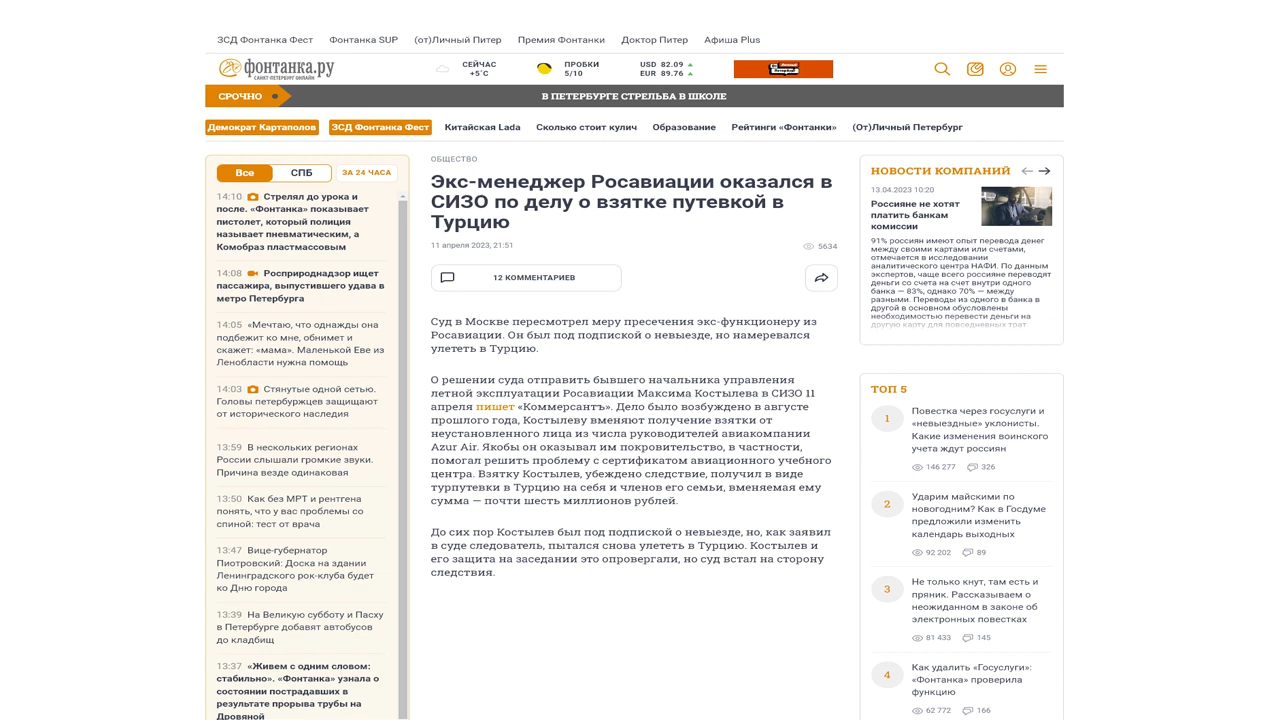 ЗСД Фонтанка Фест
Фонтанка SUP
(от)Личный Питер
Премия Фонтанки
Доктор Питер
Афиша Plus
фонтанка.ру
САНКТ-ПЕТЕРБУРГ ОНЛАЙН
СЕЙЧАС
+5°C
ПРОБКИ
5/10
USD 82.09
EUR 89.76
СРОЧНО
В ПЕТЕРБУРГЕ СТРЕЛЬБА В ШКОЛЕ
Демократ Картаполов
ЗСД Фонтанка Фест
Китайская Lada
Сколько стоит кулич
Образование
Рейтинги «Фонтанки»
(От)Личный Петербург
Все
СПБ
ЗА 24 ЧАСА
14:10 Стрелял до урока и
после. «Фонтанка» показывает
пистолет, который полиция
называет пневматическим, а
Комобраз пластмассовым
14:08 Росприроднадзор ищет
пассажира, выпустившего удава в
метро Петербурга
14:05 «Мечтаю, что однажды она
подбежит ко мне, обнимет и
скажет: «мама». Маленькой Еве из
Ленобласти нужна помощь
14:03 Стянутые одной сетью.
Головы петербуржцев защищают
от исторического наследия
13:59 В нескольких регионах
России слышали громкие звуки.
Причина везде одинаковая
13:50 Как без МРТ и рентгена
понять, что у вас проблемы со
спиной: тест от врача
13:47 Вице-губернатор
Пиотровский: Доска на здании
Ленинградского рок-клуба будет
ко Дню города
13:39 На Великую субботу и Пасху
в Петербурге добавят автобусов
до кладбищ
13:37 «Живем с одним словом:
стабильно». «Фонтанка» узнала о
состоянии пострадавших в
результате прорыва трубы на
Дровяной
ОБЩЕСТВО
Экс-менеджер Росавиации оказался в
СИЗО по делу о взятке путевкой в
Турцию
11 апреля 2023, 21:51
5634
12 КОММЕНТАРИЕВ
Суд в Москве пересмотрел меру пресечения экс-функционеру из
Росавиации. Он был под подпиской о невыезде, но намеревался
улететь в Турцию.
О решении суда отправить бывшего начальника управления
летной эксплуатации Росавиации Максима Костылева в СИЗО 11
апреля пишет «Коммерсантъ». Дело было возбуждено в августе
прошлого года, Костылеву вменяют получение взятки от
неустановленного лица из числа руководителей авиакомпании
Azur Air. Якобы он оказывал им покровительство, в частности,
помогал решить проблему с сертификатом авиационного учебного
центра. Взятку Костылев, убеждено следствие, получил в виде
турпутевки в Турцию на себя и членов его семьи, вменяемая ему
сумма — почти шесть миллионов рублей.
До сих пор Костылев был под подпиской о невыезде, но, как заявил
в суде следователь, пытался снова улететь в Турцию. Костылев и
его защита на заседании это опровергали, но суд встал на сторону
следствия.
НОВОСТИ КОМПАНИЙ
13.04.2023 10:20
Россияне не хотят
платить банкам
комиссии
91% россиян имеют опыт перевода денег
между своими картами или счетами,
отмечается в исследовании
аналитического центра НАФИ. По данным
экспертов, чаще всего россияне переводят
деньги со счета на счет внутри одного
банка — 83%, однако 70% — между
разными. Переводы из одного в банка в
другой в основном обусловлены
необходимостью перевести деньги на
другую карту для повседневных трат
ТОП 5
1
Повестка через госуслуги и
«невыездные» уклонисты.
Какие изменения воинского
учета ждут россиян
146 277
326
2
Ударим майскими по
новогодним? Как в Госдуме
предложили изменить
календарь выходных
92 202
89
3
Не только кнут, там есть и
пряник. Рассказываем о
неожиданном в законе об
электронных повестках
81 433
145
4
Как удалить «Госуслуги»:
«Фонтанка» проверила
функцию
62 772
166